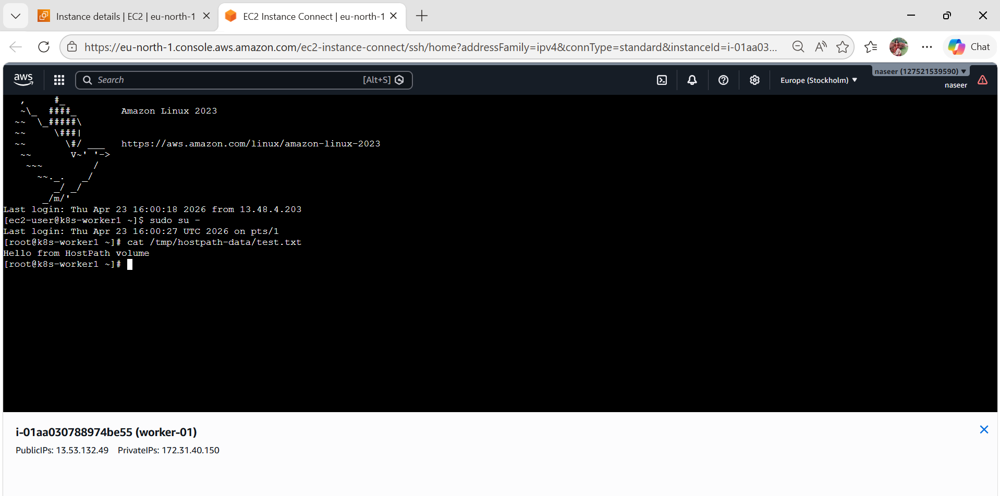 Instance details | EC2 | eu-north-1
EC2 Instance Connect | eu-north-1
https://eu-north-1.console.aws.amazon.com/ec2-instance-connect/ssh/home?addressFamily=ipv4&connType=standard&instanceId=i-01aa03...
Chat
aws
Search
[Alt+S]
Europe (Stockholm)
naseer (127521539590)
naseer
   ,     #_
   ~\_  ####_        Amazon Linux 2023
  ~~  \_#####\
  ~~     \###|
  ~~       \#/ ___   https://aws.amazon.com/linux/amazon-linux-2023
   ~~       V~' '->
    ~~~         /
      ~~._.   _/
         _/ _/
       _/m/'
Last login: Thu Apr 23 16:00:18 2026 from 13.48.4.203
[ec2-user@k8s-worker1 ~]$ sudo su -
Last login: Thu Apr 23 16:00:27 UTC 2026 on pts/1
[root@k8s-worker1 ~]# cat /tmp/hostpath-data/test.txt
Hello from HostPath volume
[root@k8s-worker1 ~]#
i-01aa030788974be55 (worker-01)
PublicIPs: 13.53.132.49 PrivateIPs: 172.31.40.150